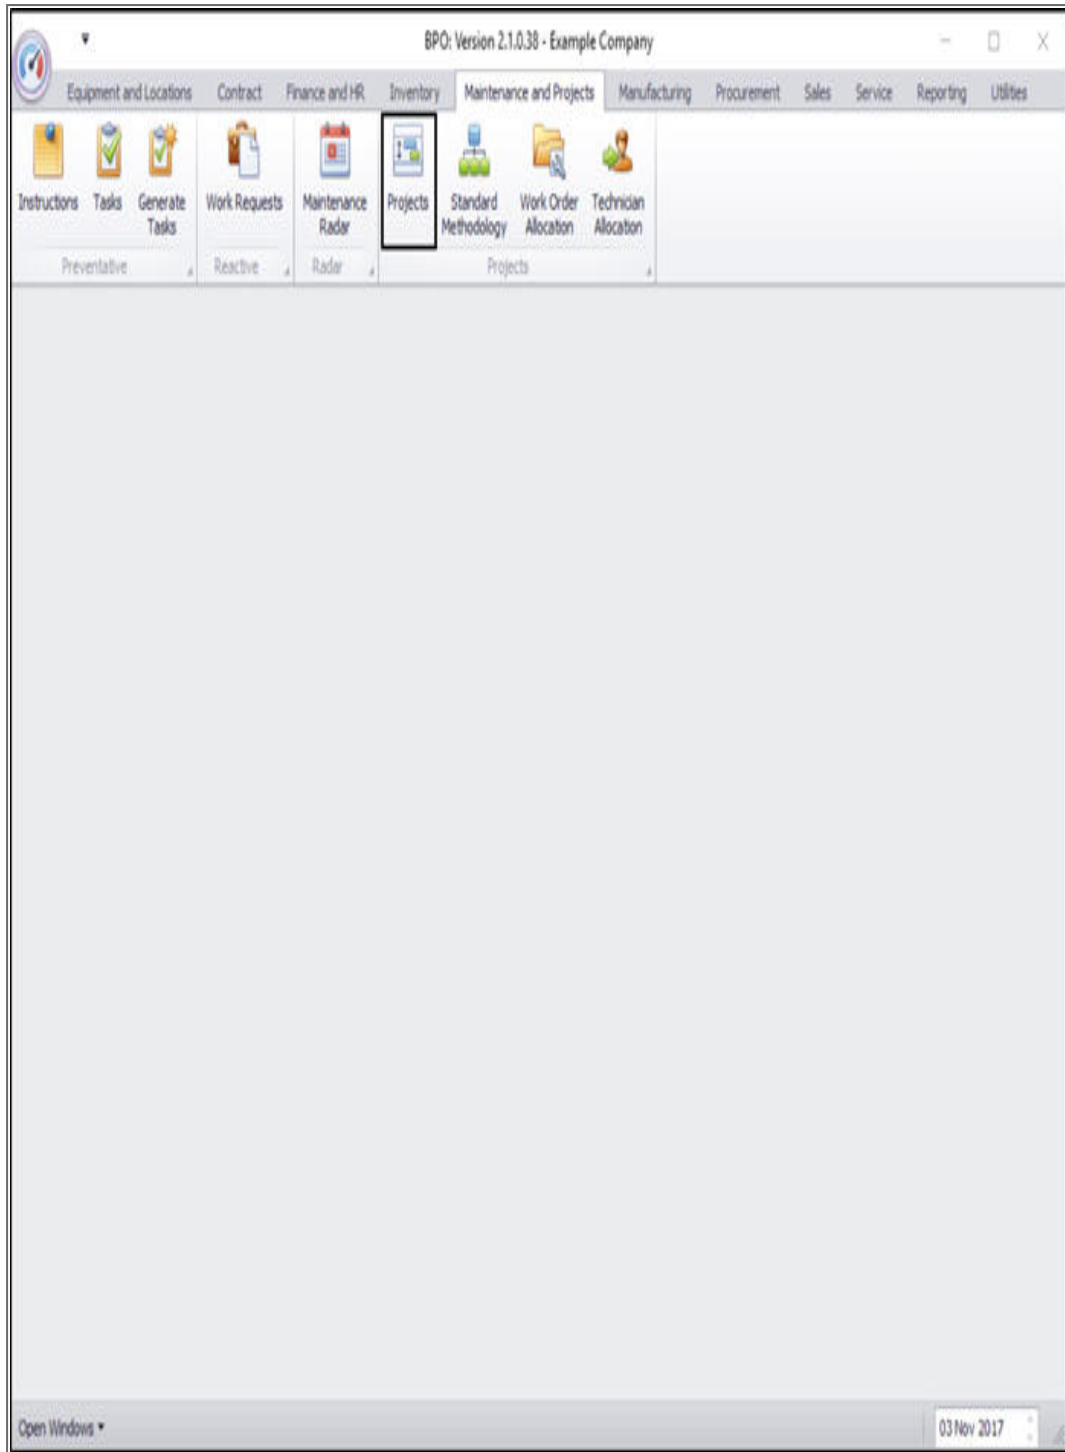 BPO: Version 2.1.0.38 - Example Company
Equipment and Locations Contract Finance and HR Inventory Maintenance and Projects Manufacturing Procurement Sales Service Reporting Utilities
Instructions Tasks Generate Work Requests Maintenance Projects Standard Work Order Technician
Tasks Radar Methodology Allocation Allocation
Preventative Reactive Radar Projects
Open Windows 03 Nov 2017